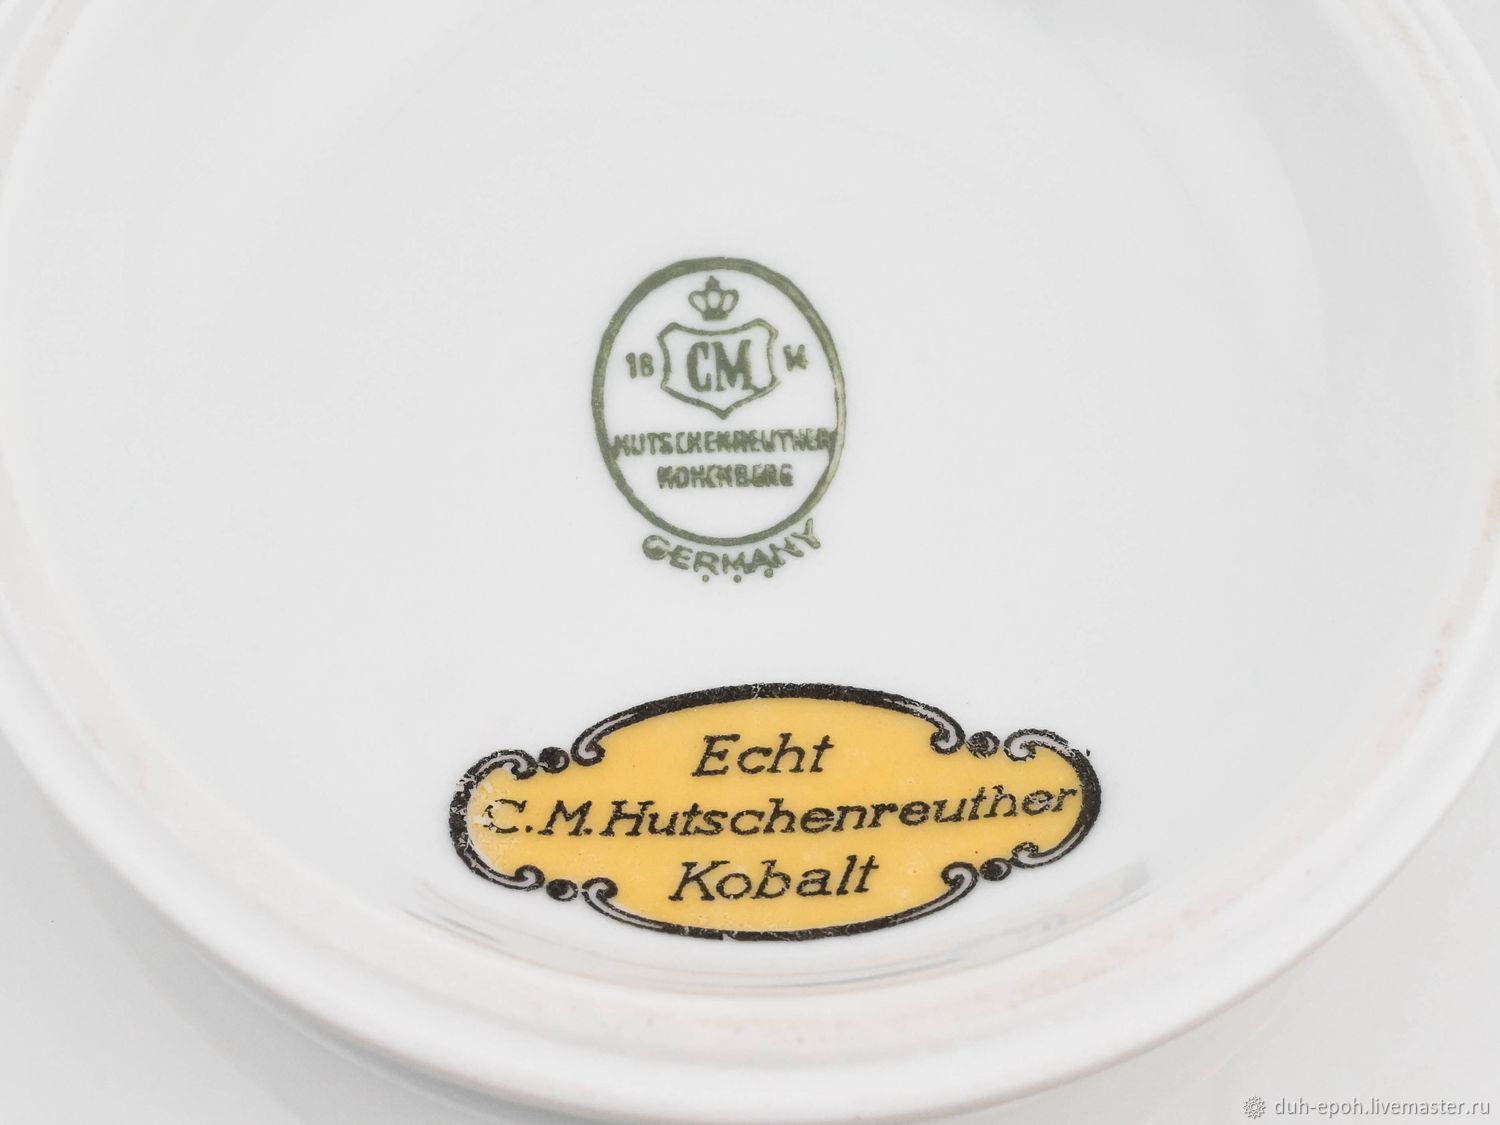 18 CM 14
HUTSCHENREUTHER
HOHENBERG
GERMANY
Echt
C.M.Hutschenreuther
Kobalt
duh-epoh.livemaster.ru